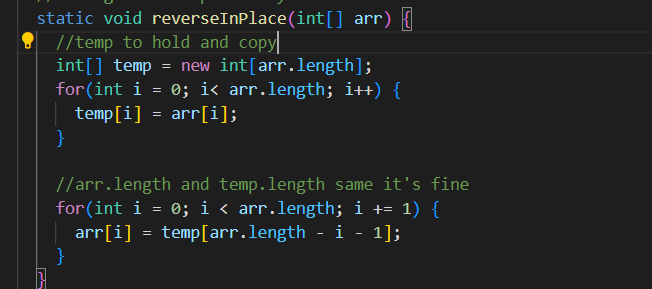 static void reverseInPlace(int[] arr) {
//temp to hold and copy
int[] temp = new int[arr.length];
for(int i = 0; i< arr.length; i++) {
temp[i] = arr[i];
}
//arr.length and temp.length same it's fine
for(int i = 0; i < arr.length; i += 1) {
arr[i] = temp[arr.length - i - 1];
}
}